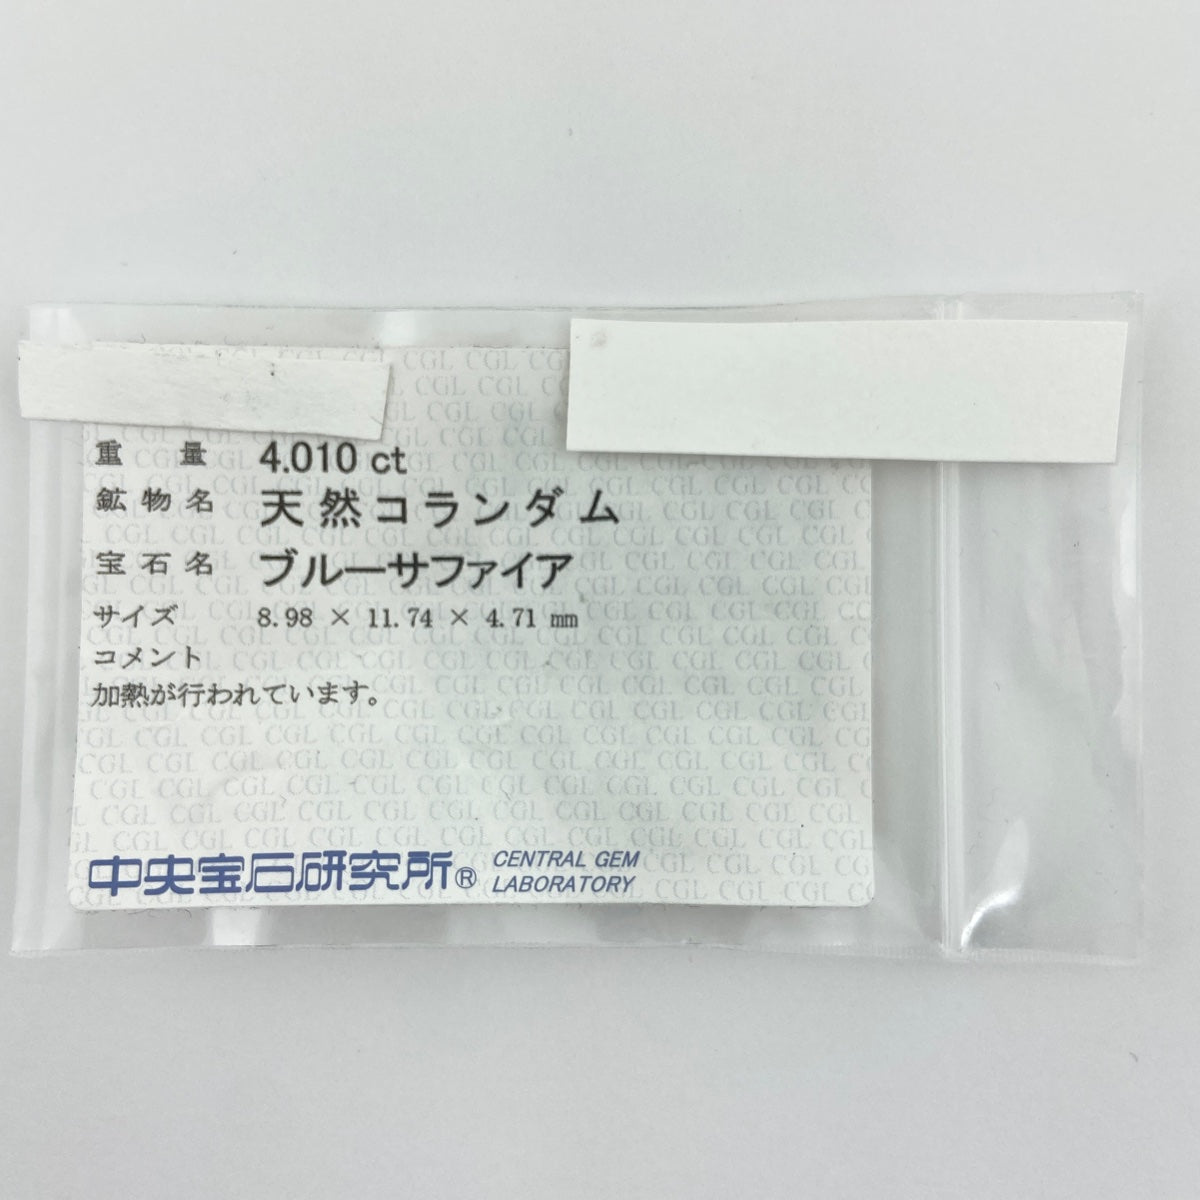 重量 4.010 ct
鉱物名 天然コランダム
宝石名 ブルーサファイア
サイズ 8.98 × 11.74 × 4.71 mm
コメント
加熱が行われています。
中央宝石研究所® CENTRAL GEM LABORATORY